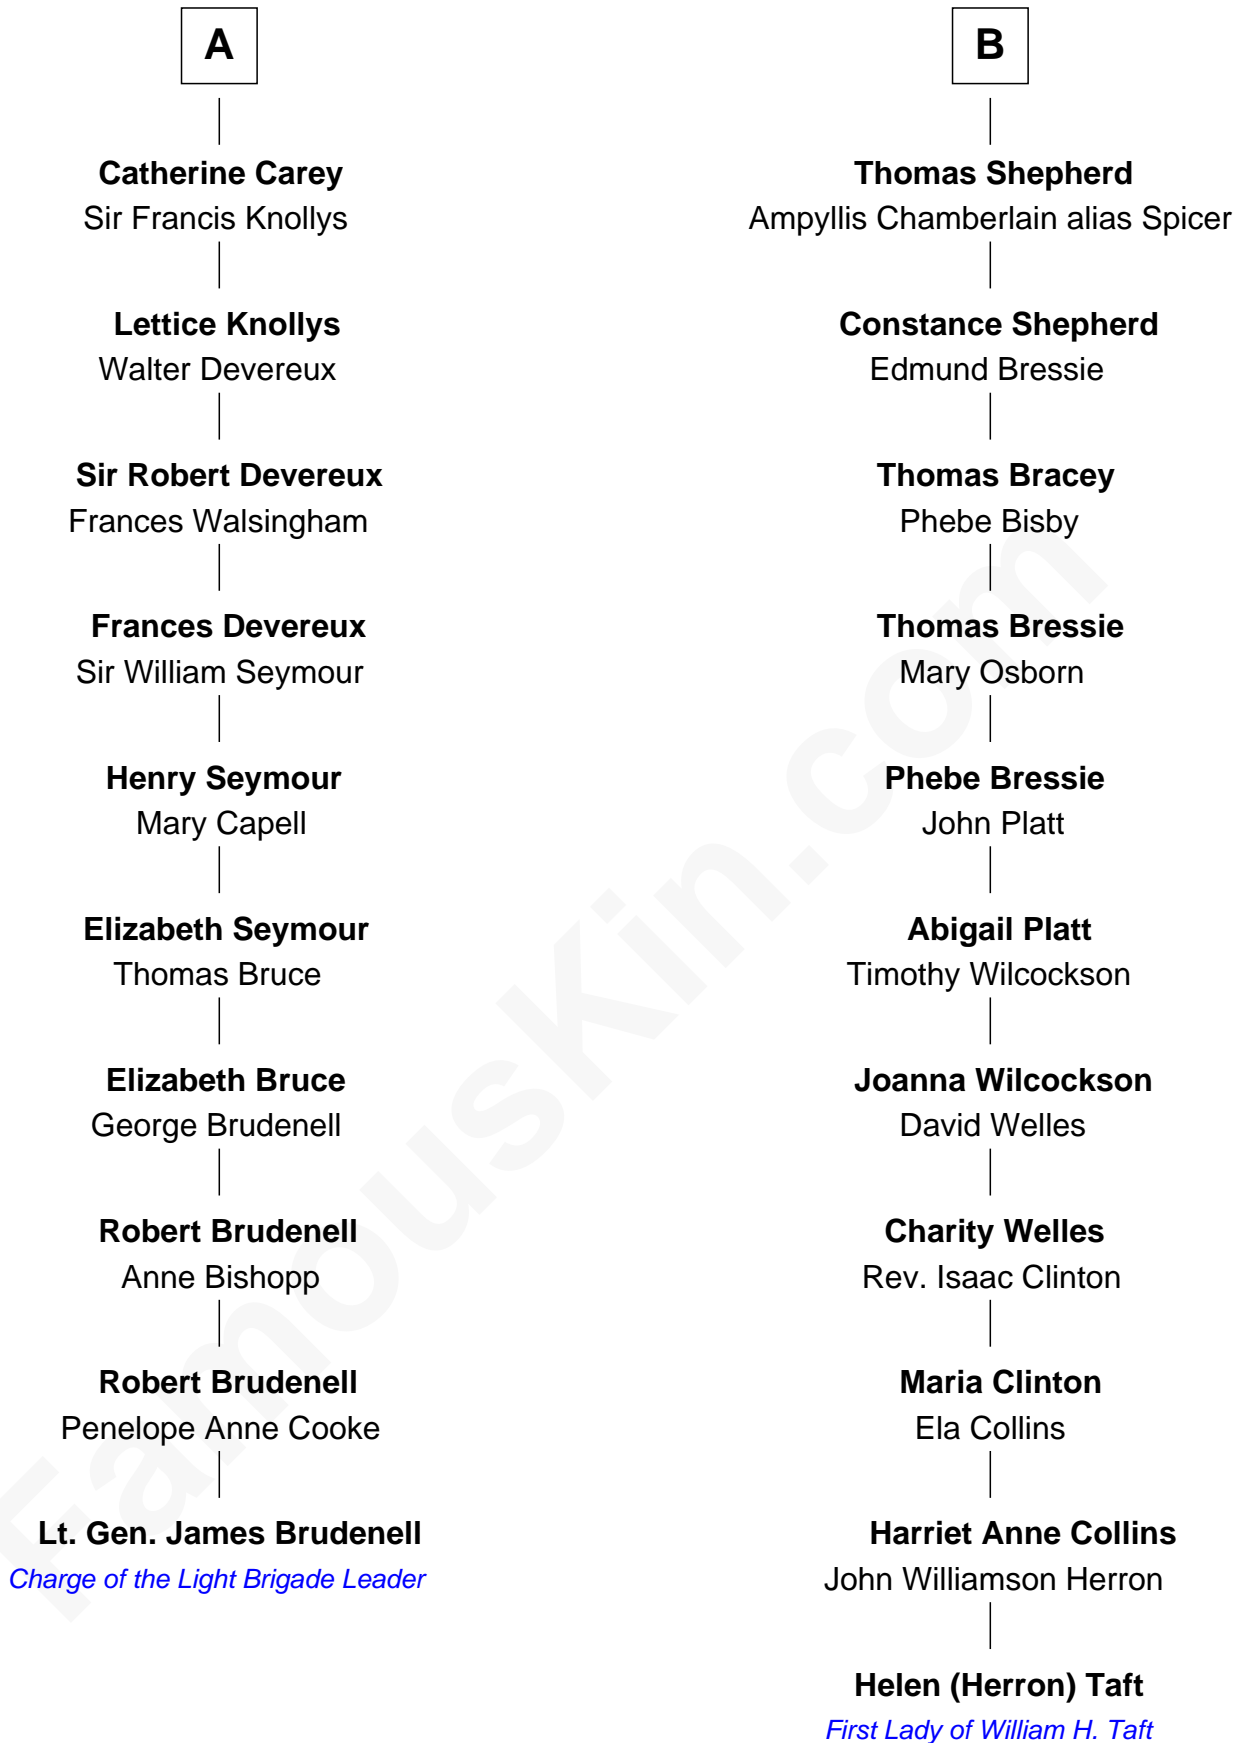 A
Catherine Carey
Sir Francis Knollys
Lettice Knollys
Walter Devereux
Sir Robert Devereux
Frances Walsingham
Frances Devereux
Sir William Seymour
Henry Seymour
Mary Capell
Elizabeth Seymour
Thomas Bruce
Elizabeth Bruce
George Brudenell
Robert Brudenell
Anne Bishopp
Robert Brudenell
Penelope Anne Cooke
Lt. Gen. James Brudenell
Charge of the Light Brigade Leader
B
Thomas Shepherd
Ampyllis Chamberlain alias Spicer
Constance Shepherd
Edmund Bressie
Thomas Bracey
Phebe Bisby
Thomas Bressie
Mary Osborn
Phebe Bressie
John Platt
Abigail Platt
Timothy Wilcockson
Joanna Wilcockson
David Welles
Charity Welles
Rev. Isaac Clinton
Maria Clinton
Ela Collins
Harriet Anne Collins
John Williamson Herron
Helen (Herron) Taft
First Lady of William H. Taft
FamousKin.com